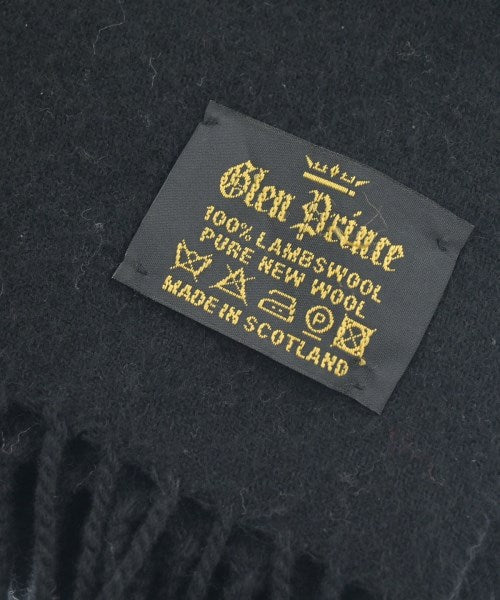 Glen Prince
100% LAMBSWOOL
PURE NEW WOOL
P
MADE IN SCOTLAND